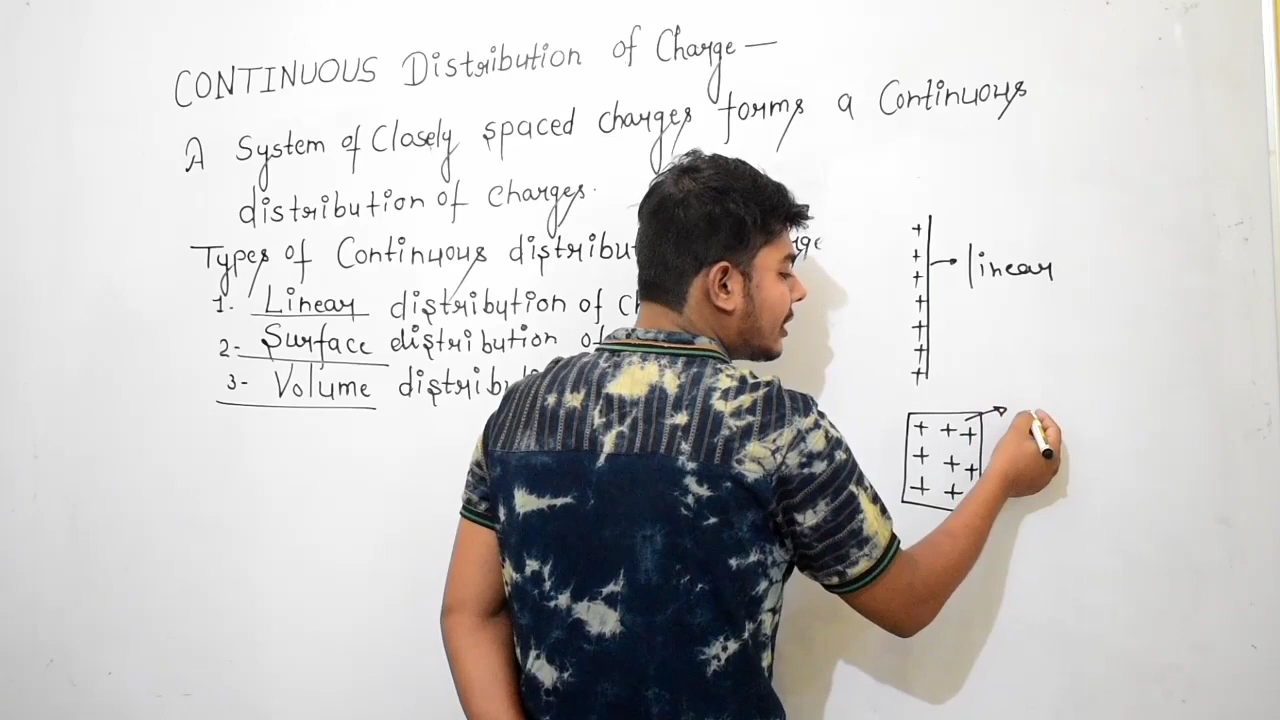 CONTINUOUS Distribution of Charge —
A System of Closely spaced charges forms a Continuous
distribution of charges.
Types of Continuous
1. Linear distribution of
2- Surface distribution of
3- Volume
+
+
+ → linear
+
+
+
+
+ + +
+ + +
+ +